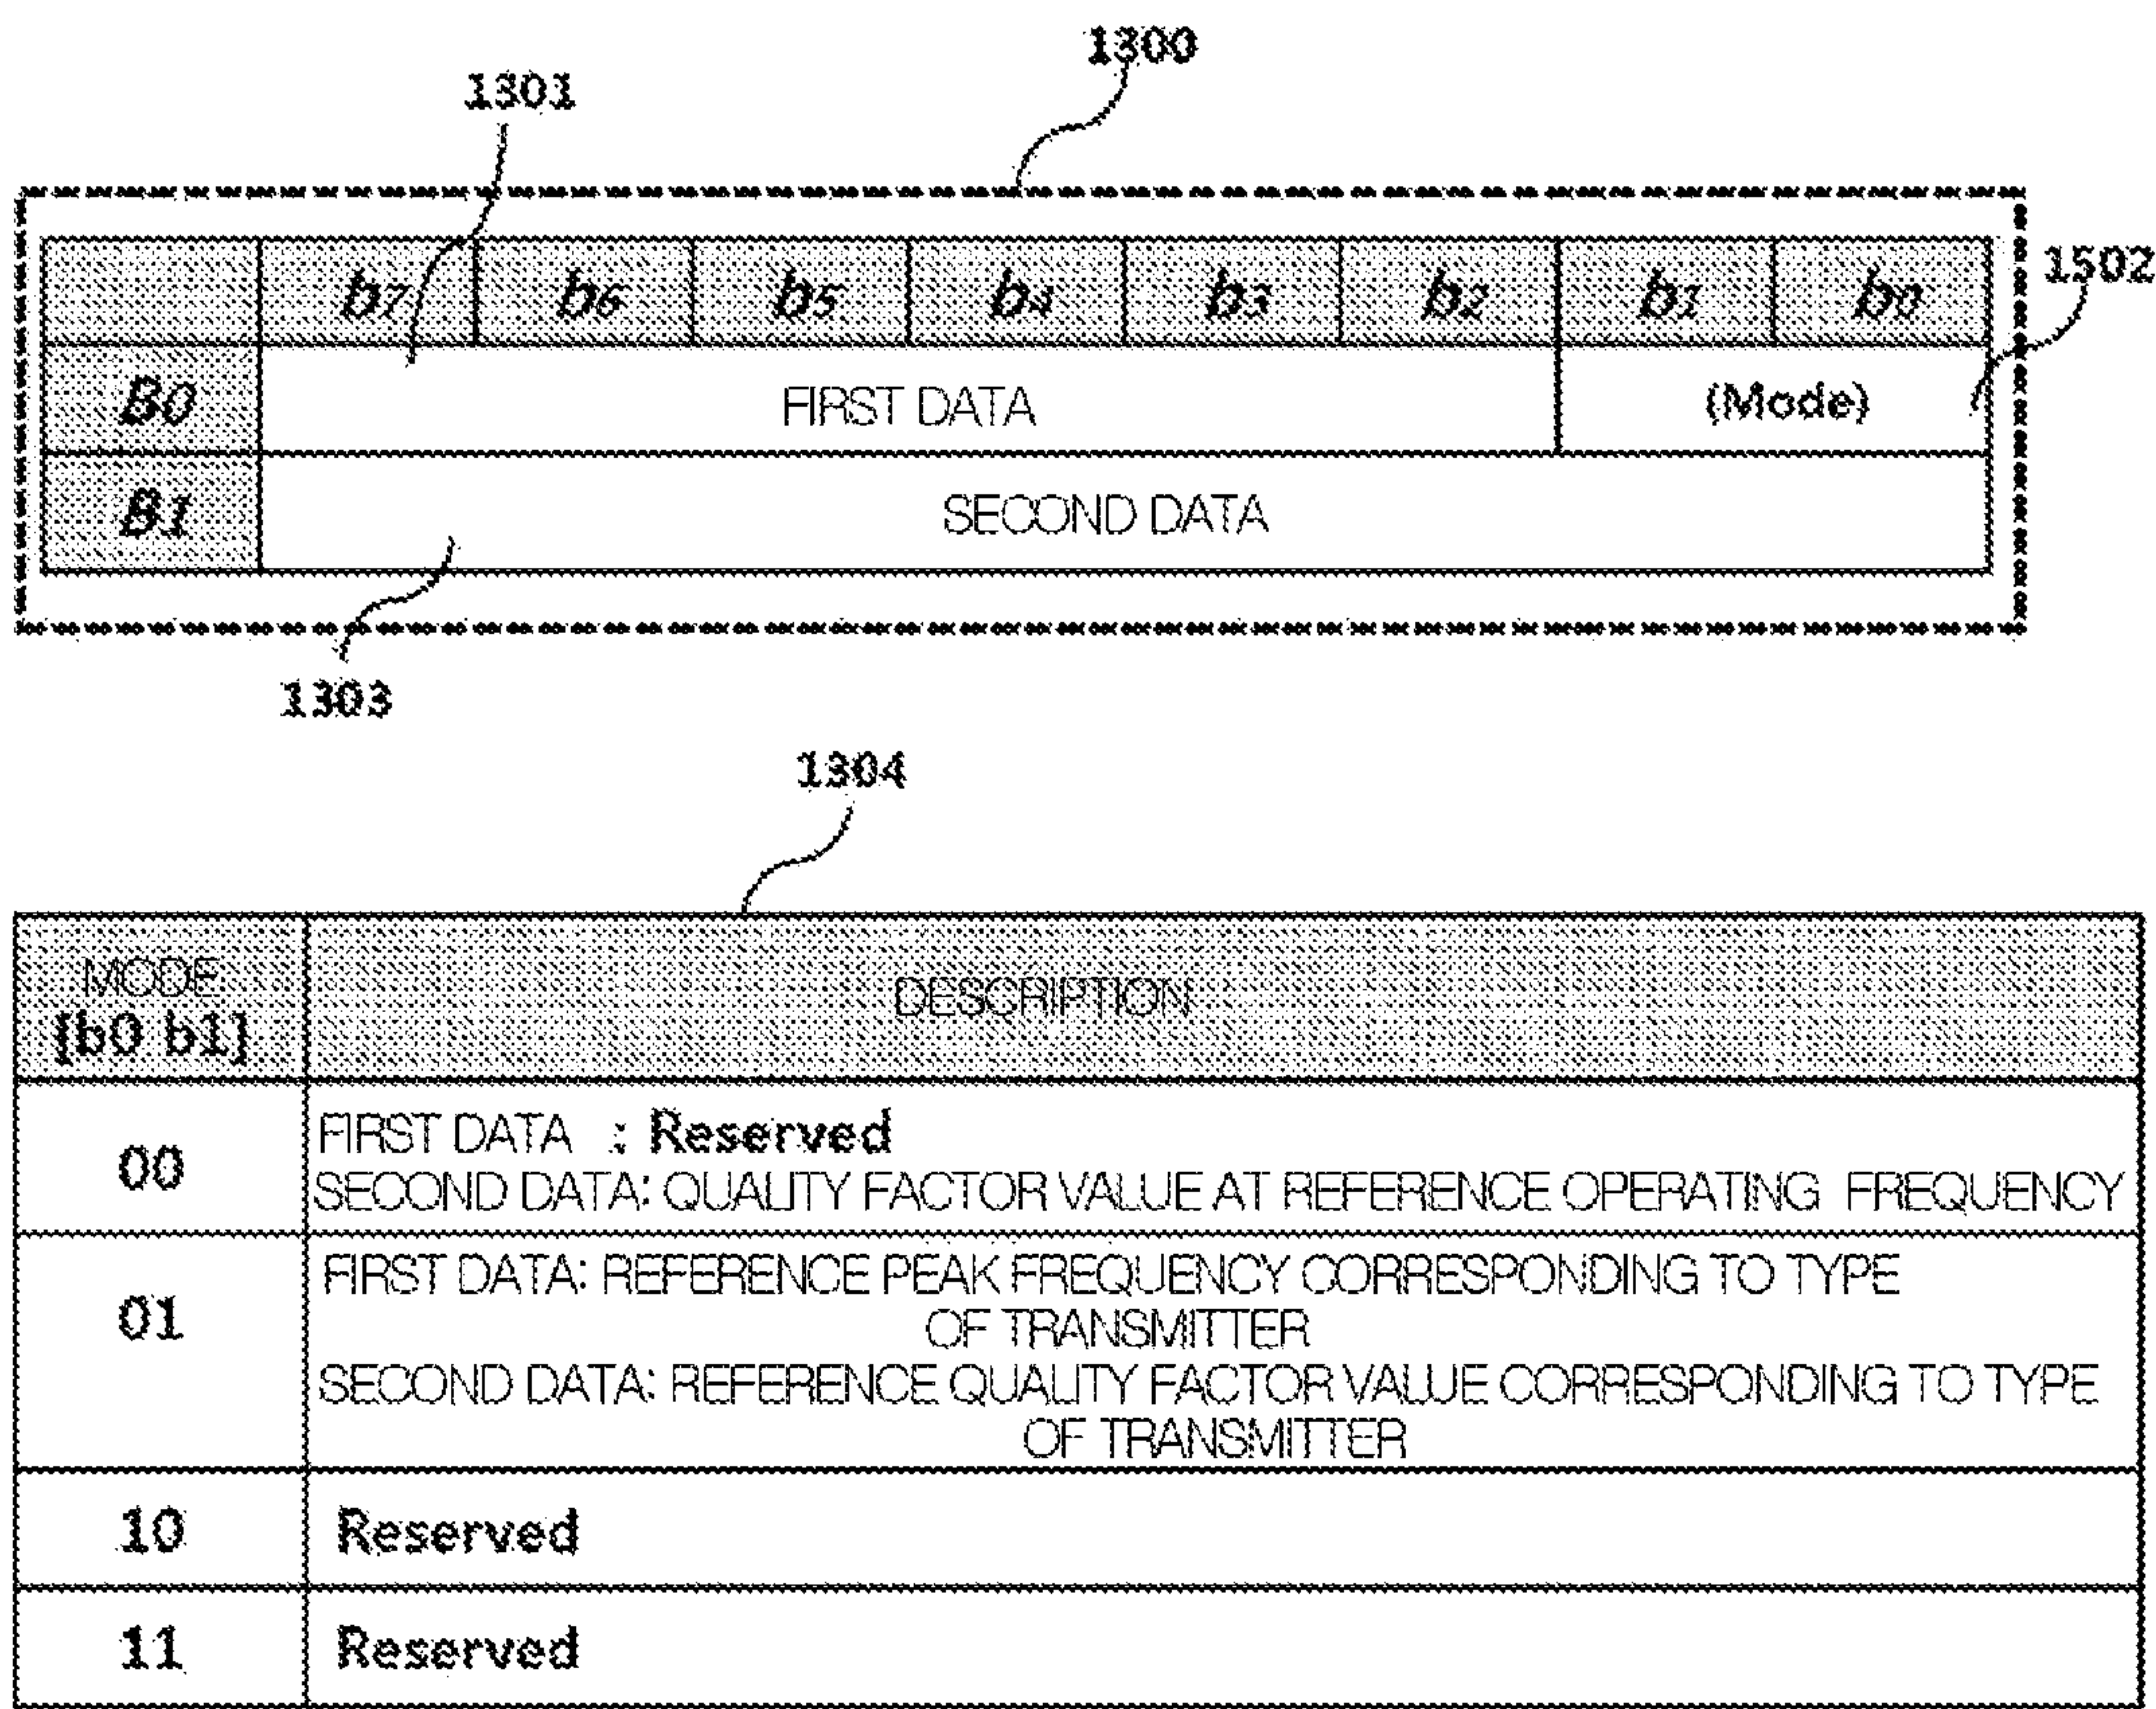 1300
1301
b7 b6 b5 b4 b3 b2 b1 b0
1502
B0 FIRST DATA (Mode)
B1 SECOND DATA
1303
1304
MODE [b0 b1] DESCRIPTION
00 FIRST DATA : Reserved
SECOND DATA: QUALITY FACTOR VALUE AT REFERENCE OPERATING FREQUENCY
01 FIRST DATA: REFERENCE PEAK FREQUENCY CORRESPONDING TO TYPE
OF TRANSMITTER
SECOND DATA: REFERENCE QUALITY FACTOR VALUE CORRESPONDING TO TYPE
OF TRANSMITTER
10 Reserved
11 Reserved